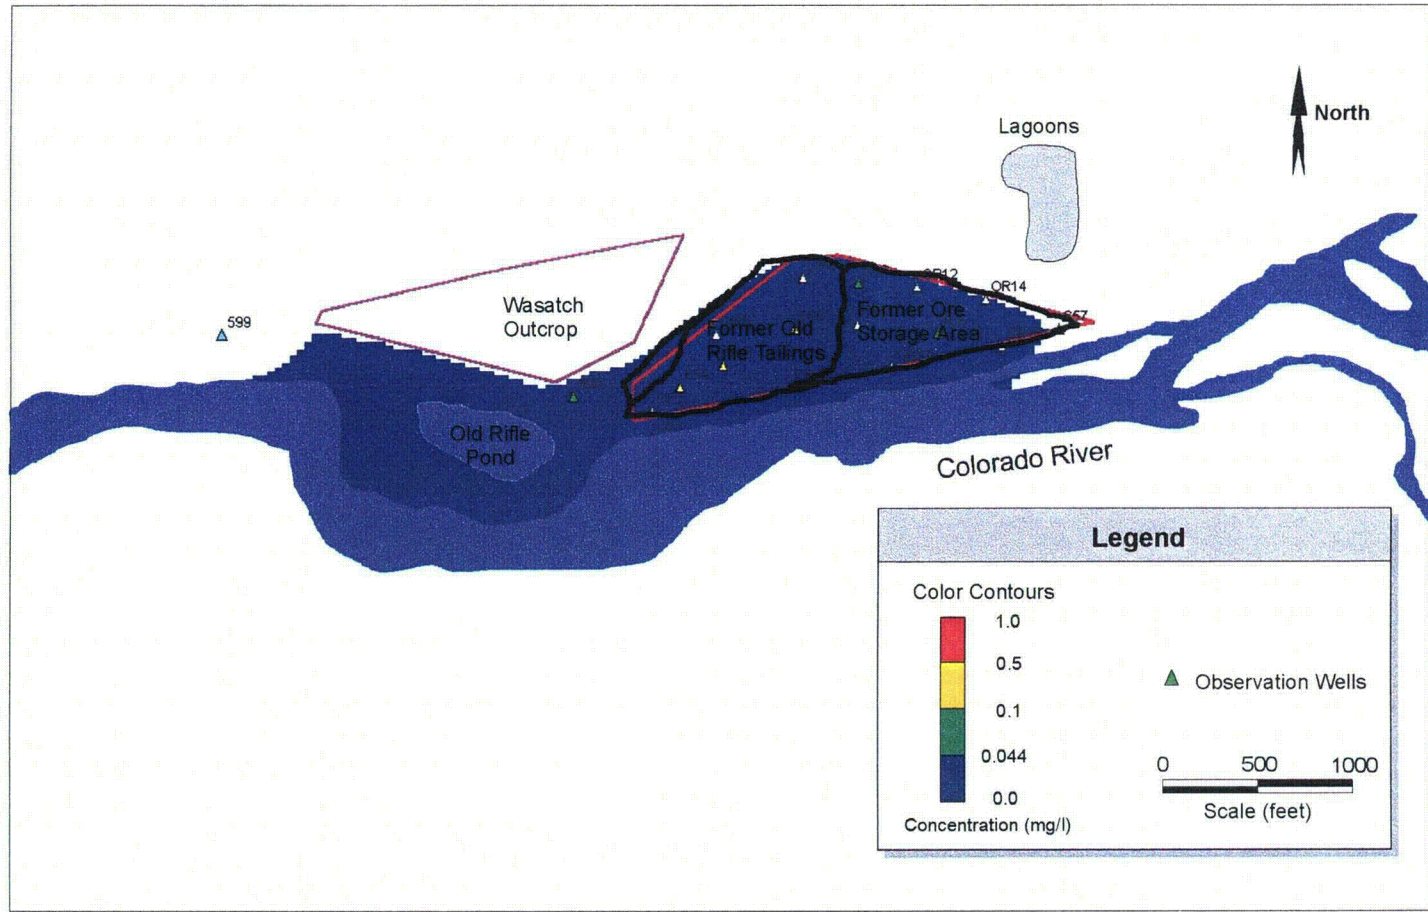 Lagoons
North
OR12
OR14
Wasatch
Outcrop
599
Former Ore
Storage Area
Former Old
Rifle Tailings
Old Rifle
Pond
Colorado River
Legend
Color Contours
1.0
0.5
0.1
0.044
0.0
Concentration (mg/l)
Observation Wells
0 500 1000
Scale (feet)